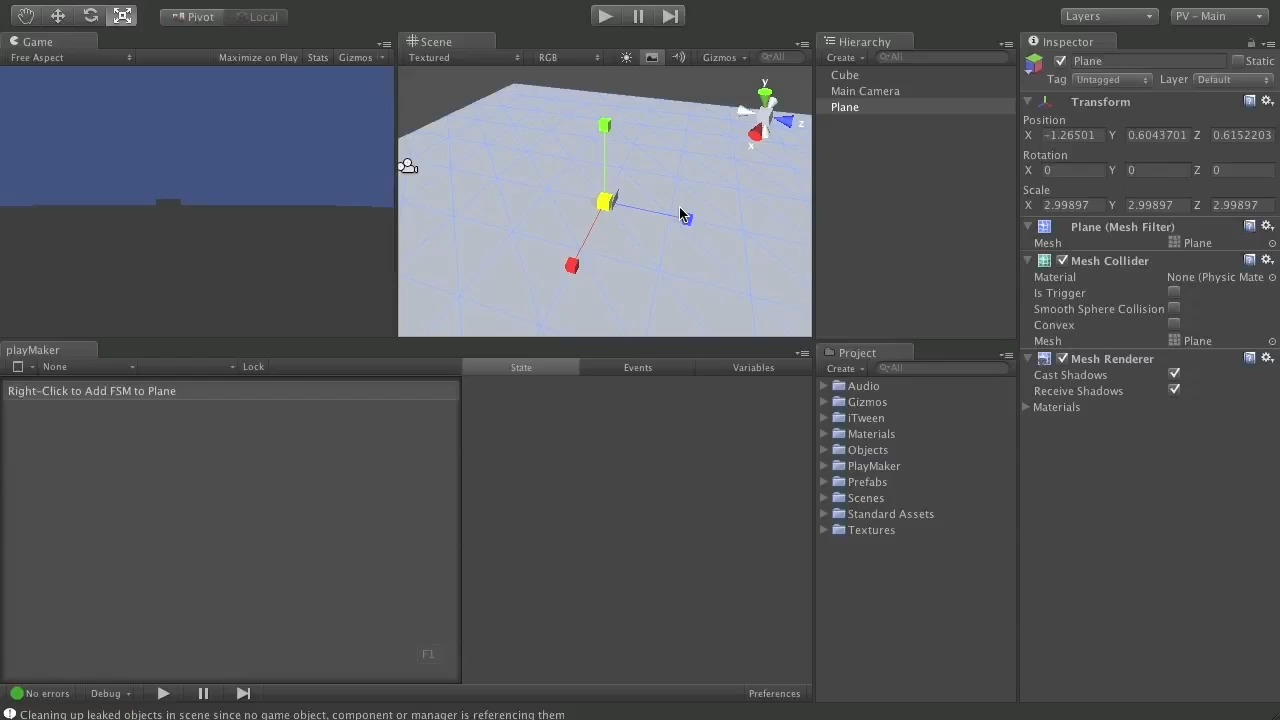 Pivot Local Layers PV - Main
Game
Free Aspect Maximize on Play Stats Gizmos
Scene
Textured RGB Gizmos All
y
z
x
Hierarchy
Create All
Cube
Main Camera
Plane
Inspector
Plane Static
Tag Untagged Layer Default
Transform
Position
X -1.26501 Y 0.6043701 Z 0.6152203
Rotation
X 0 Y 0 Z 0
Scale
X 2.99897 Y 2.99897 Z 2.99897
Plane (Mesh Filter)
Mesh Plane
Mesh Collider
Material None (Physic Mate
Is Trigger
Smooth Sphere Collision
Convex
Mesh Plane
Mesh Renderer
Cast Shadows
Receive Shadows
Materials
playMaker
None Lock State Events Variables
Right-Click to Add FSM to Plane
F1
No errors Debug Preferences
Project
Create All
Audio
Gizmos
iTween
Materials
Objects
PlayMaker
Prefabs
Scenes
Standard Assets
Textures
Cleaning up leaked objects in scene since no game object, component or manager is referencing them